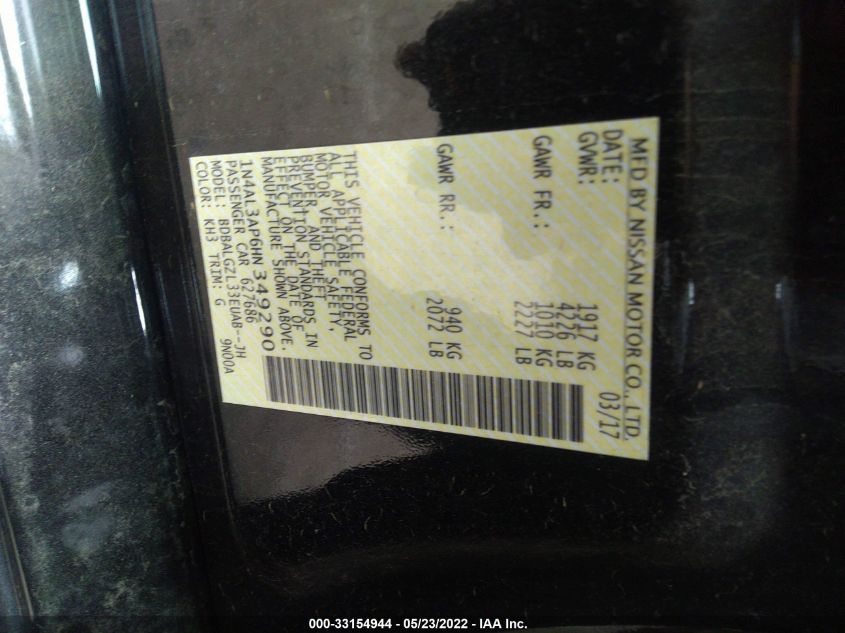 MFD BY NISSAN MOTOR CO., LTD.
DATE: 03/17
GVWR: 1917 KG
4226 LB
GAWR FR.: 1010 KG
2227 LB
GAWR RR.: 940 KG
2072 LB
THIS VEHICLE CONFORMS TO
ALL APPLICABLE FEDERAL
MOTOR VEHICLE SAFETY,
BUMPER, AND THEFT
PREVENTION STANDARDS IN
EFFECT ON THE DATE OF
MANUFACTURE SHOWN ABOVE.
1N4AL3AP6HN 349290
PASSENGER CAR 627686
MODEL: BDBALGZL33EUAB--JH
COLOR: KH3 TRIM: G 9N00A
000-33154944 - 05/23/2022 - IAA Inc.